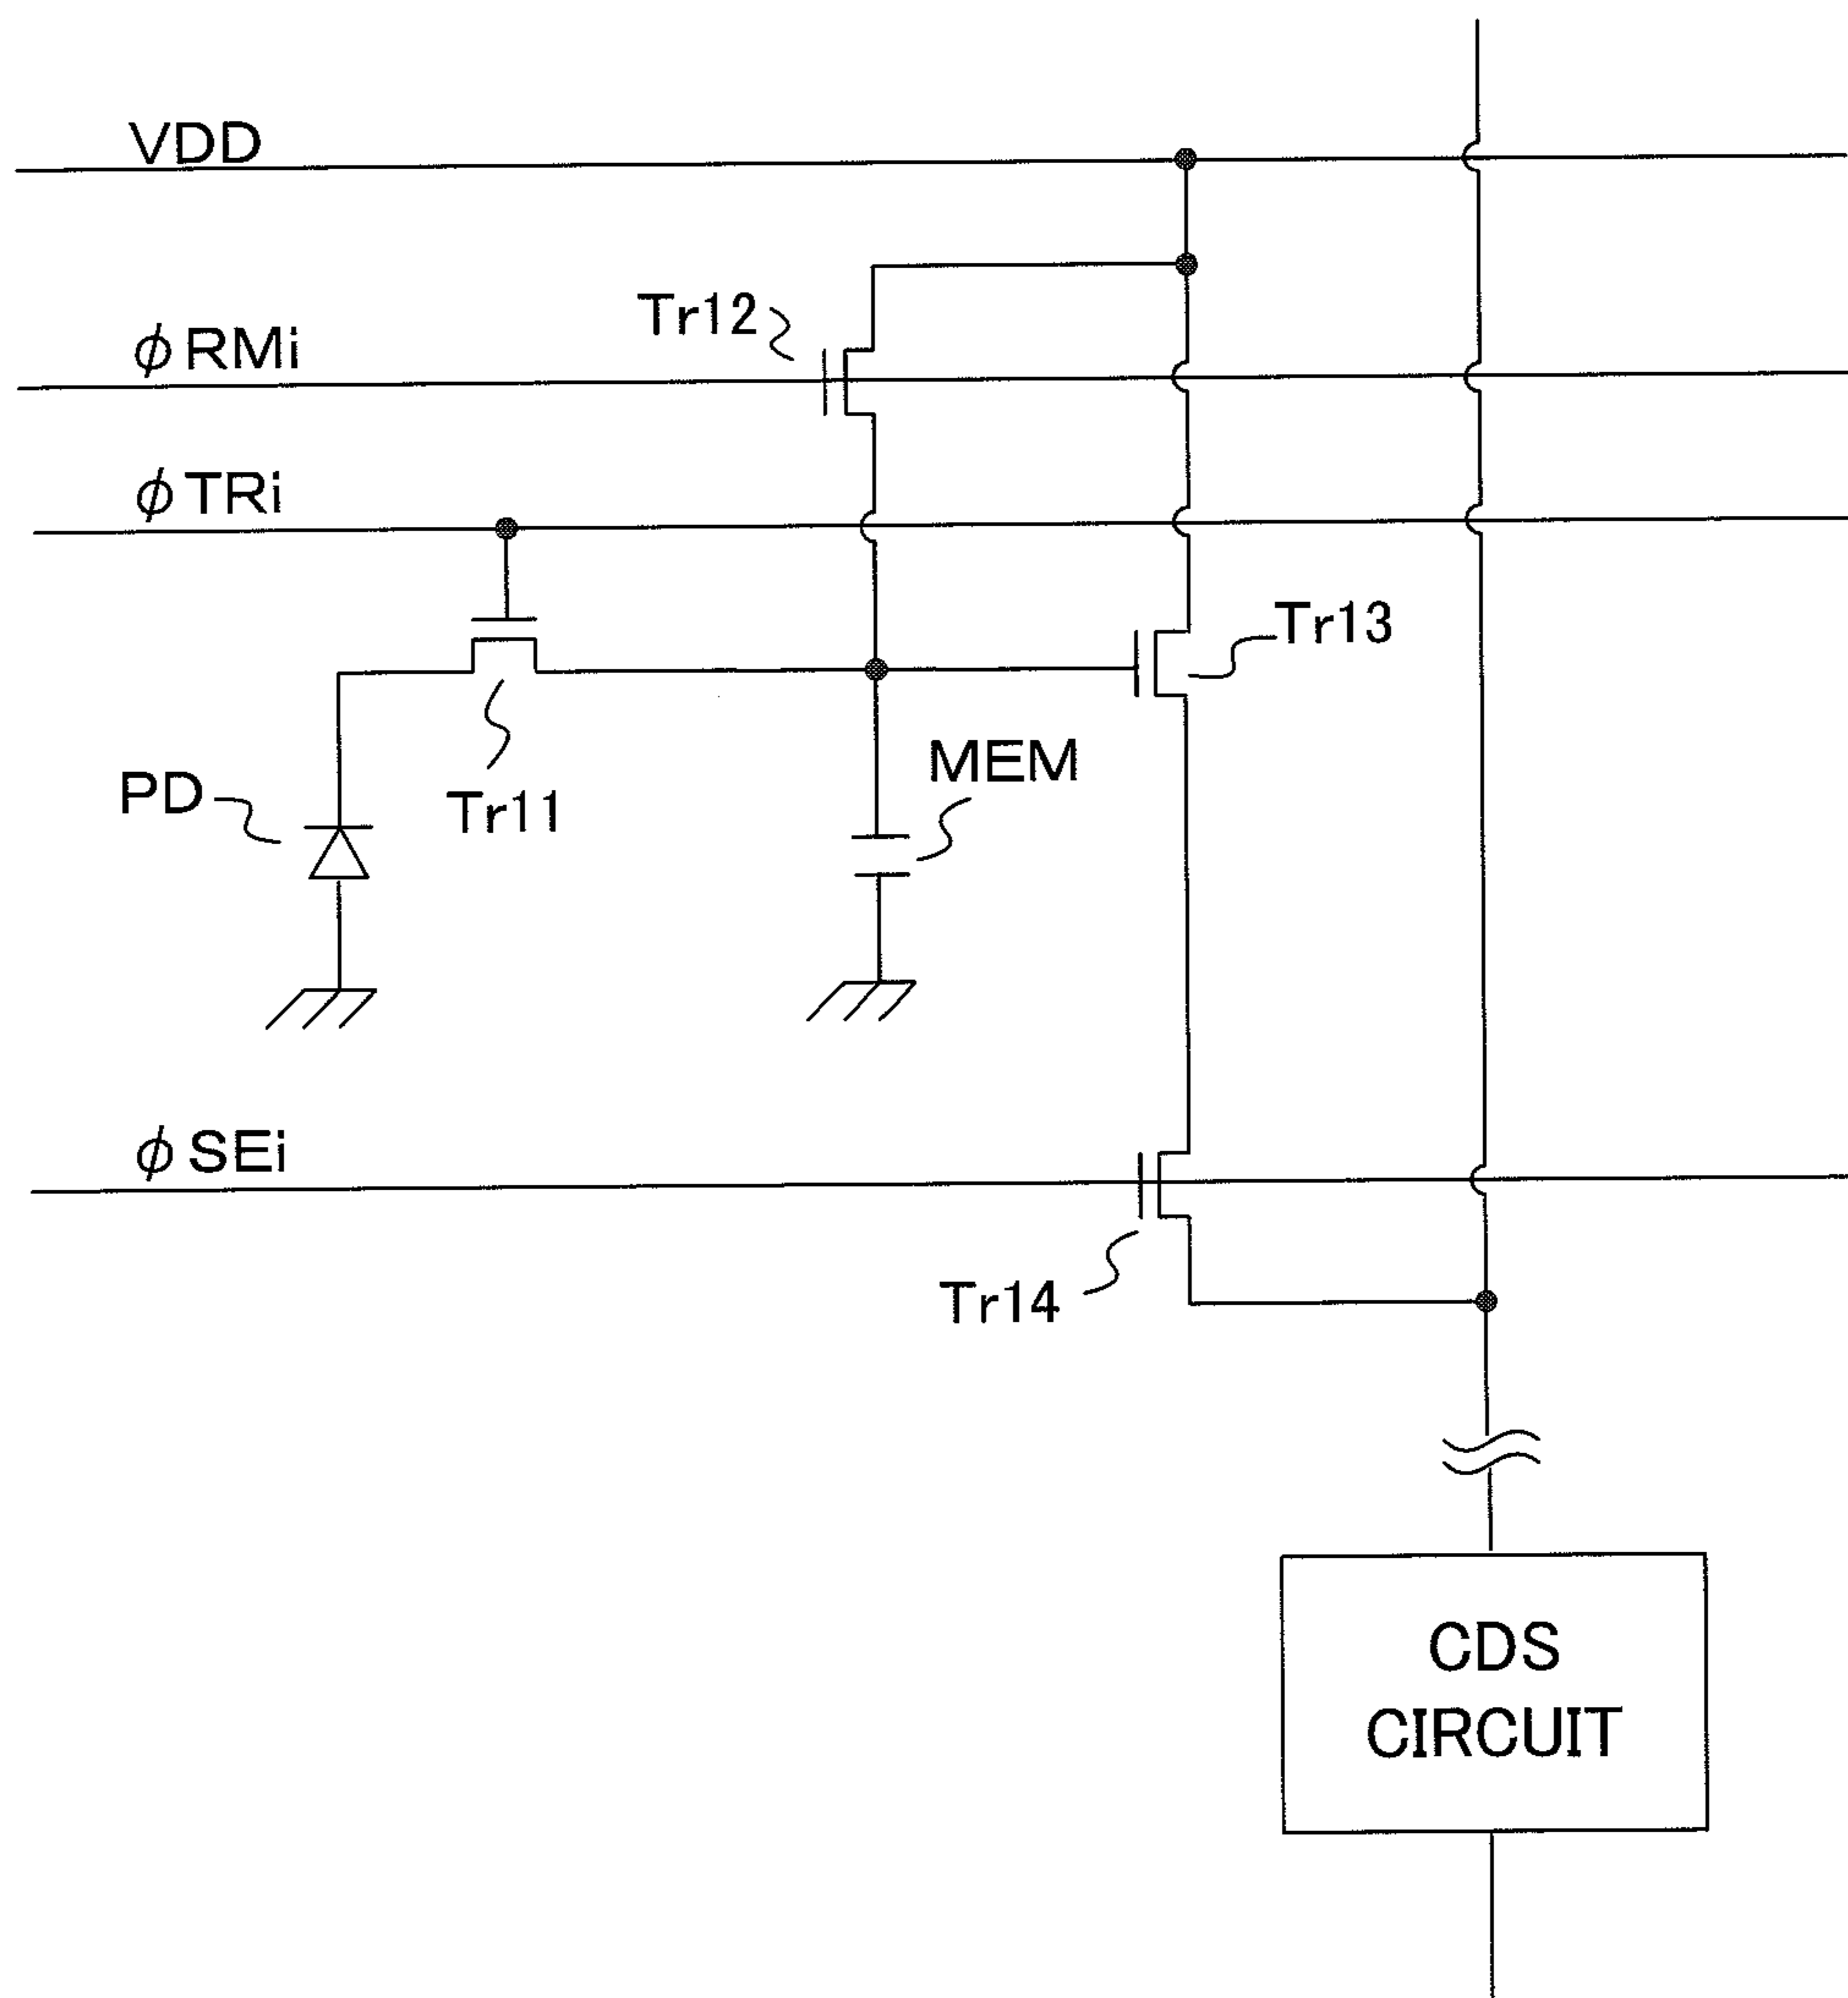 VDD
Tr12
ϕRMi
ϕTRi
Tr13
MEM
PD
Tr11
ϕSEi
Tr14
CDS
CIRCUIT